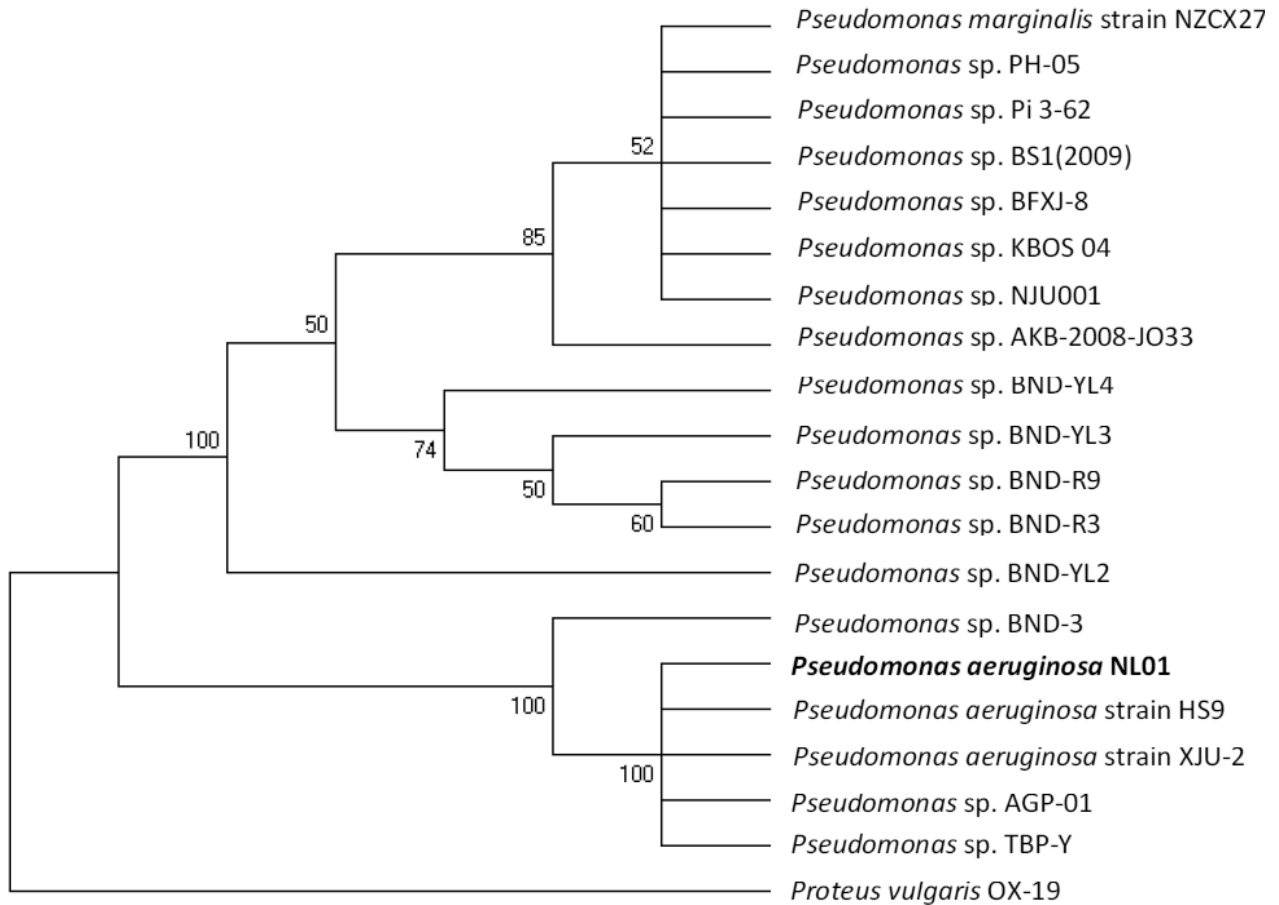 Pseudomonas marginalis strain NZCX27
Pseudomonas sp. PH-05
Pseudomonas sp. Pi 3-62
52
Pseudomonas sp. BS1(2009)
Pseudomonas sp. BFXJ-8
85
Pseudomonas sp. KBOS 04
Pseudomonas sp. NJU001
50
Pseudomonas sp. AKB-2008-JO33
Pseudomonas sp. BND-YL4
100
74
Pseudomonas sp. BND-YL3
50
Pseudomonas sp. BND-R9
60
Pseudomonas sp. BND-R3
Pseudomonas sp. BND-YL2
Pseudomonas sp. BND-3
Pseudomonas aeruginosa NL01
100
Pseudomonas aeruginosa strain HS9
Pseudomonas aeruginosa strain XJU-2
100
Pseudomonas sp. AGP-01
Pseudomonas sp. TBP-Y
Proteus vulgaris OX-19